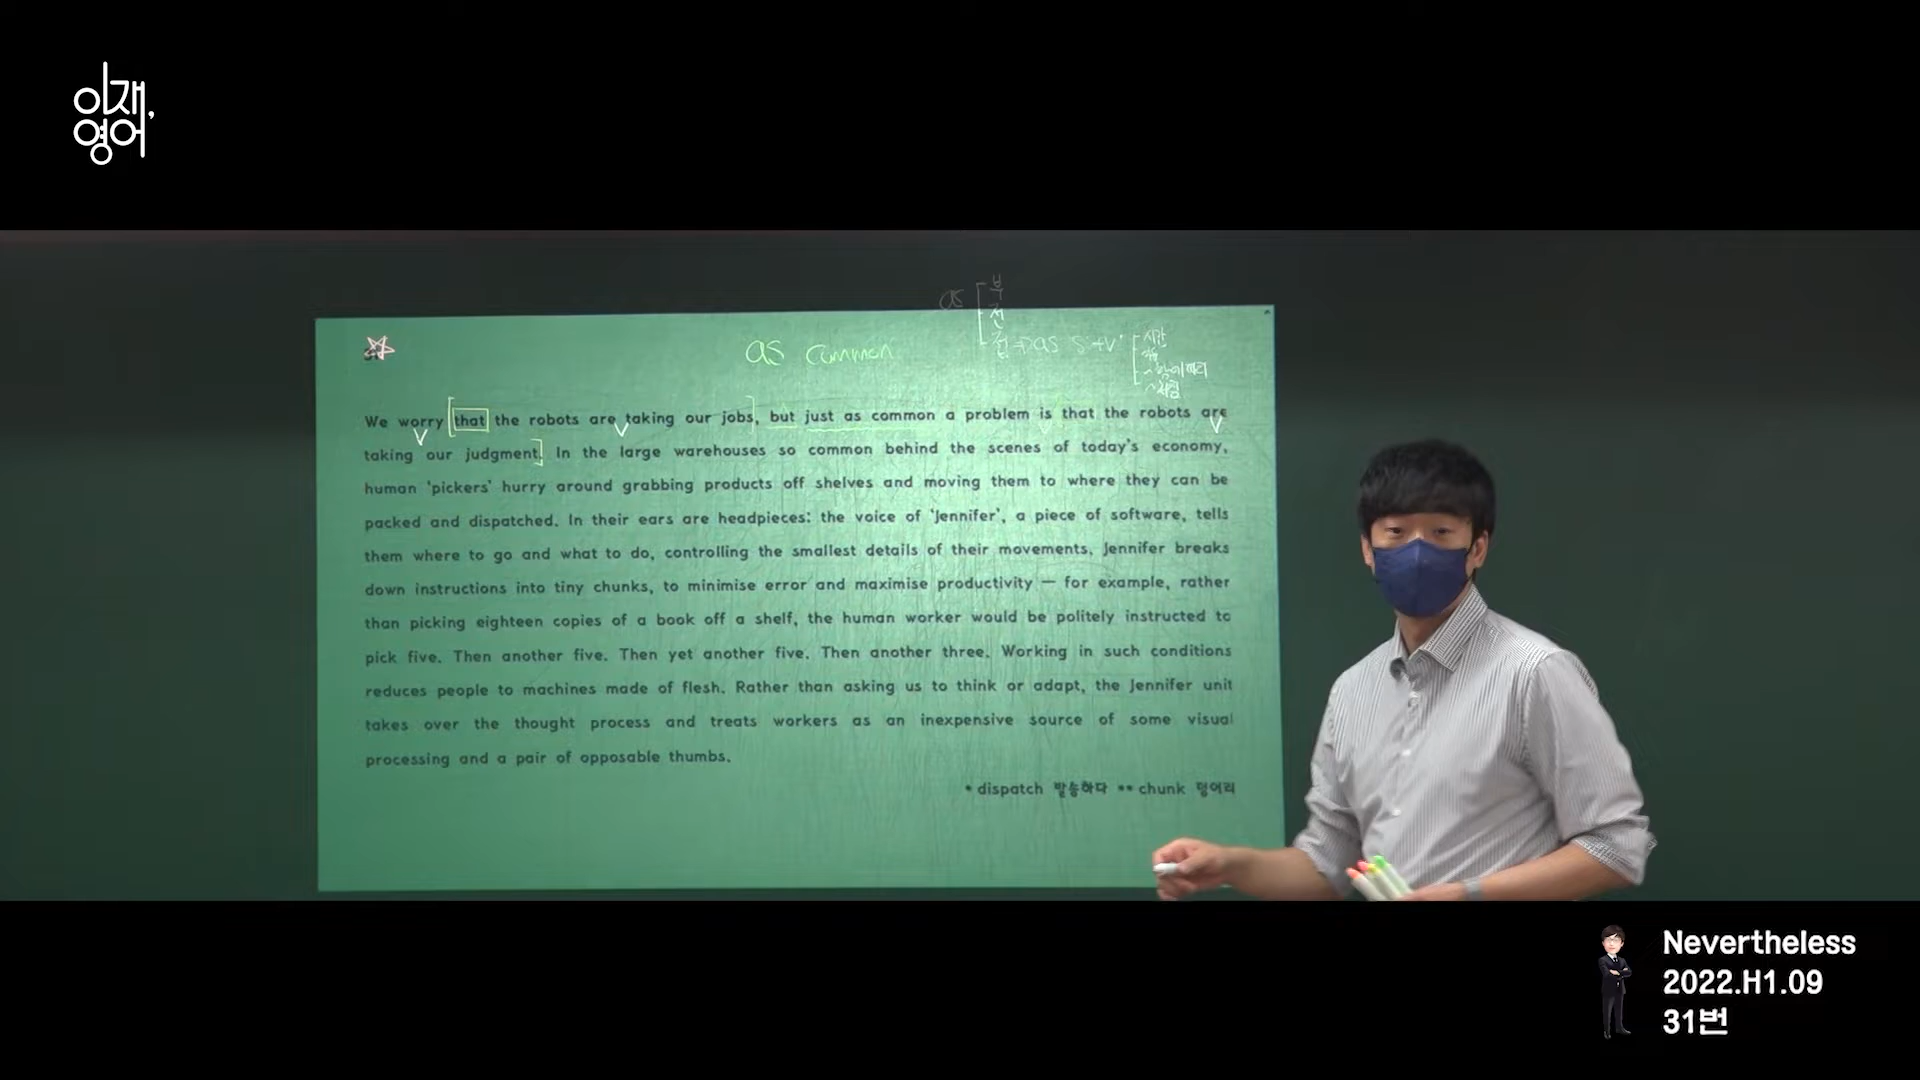 이재,
영어
as
부
전
접 → as S+V
시간
as common
We worry that the robots are taking our jobs, but just as common a problem is that the robots are
taking our judgment. In the large warehouses so common behind the scenes of today's economy,
human 'pickers' hurry around grabbing products off shelves and moving them to where they can be
packed and dispatched. In their ears are headpieces: the voice of 'Jennifer', a piece of software, tells
them where to go and what to do, controlling the smallest details of their movements. Jennifer breaks
down instructions into tiny chunks, to minimise error and maximise productivity — for example, rather
than picking eighteen copies of a book off a shelf, the human worker would be politely instructed to
pick five. Then another five. Then yet another five. Then another three. Working in such conditions
reduces people to machines made of flesh. Rather than asking us to think or adapt, the Jennifer unit
takes over the thought process and treats workers as an inexpensive source of some visual
processing and a pair of opposable thumbs.
* dispatch 발송하다 ** chunk 덩어리
Nevertheless
2022.H1.09
31번